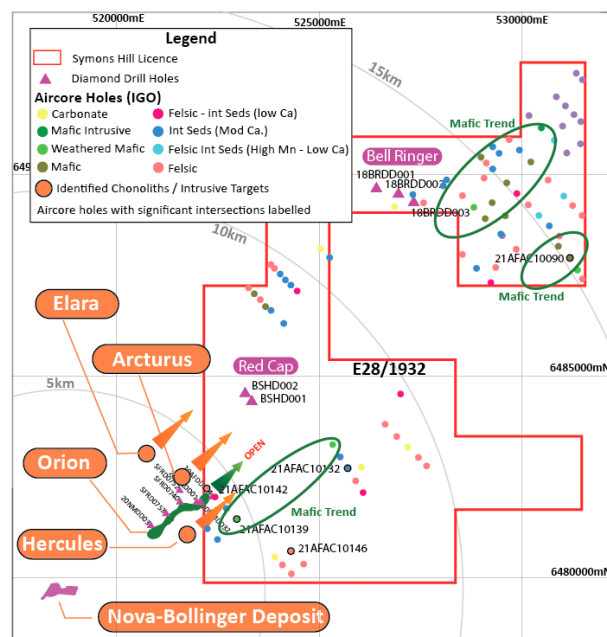 520000mE
525000mE
530000mE
Legend
Symons Hill Licence
Diamond Drill Holes
Aircore Holes (IGO)
Carbonate
Felsic - int Seds (low Ca)
Mafic Intrusive
Int Seds (Mod Ca.)
Weathered Mafic
Felsic Int Seds (High Mn - Low Ca)
Mafic
Felsic
Identified Chonoliths / Intrusive Targets
Aircore holes with significant intersections labelled
15km
Mafic Trend
Bell Ringer
18BRDD001
18BRDD002
18BRDD003
10km
21AFAC10090
Mafic Trend
Elara
Arcturus
Red Cap
E28/1932
6485000mN
BSHD002
BSHD001
5km
Orion
OPEN
21AFAC10132
21AFAC10142
Mafic Trend
21AFAC10139
Hercules
21AFAC10146
6480000mN
Nova-Bollinger Deposit